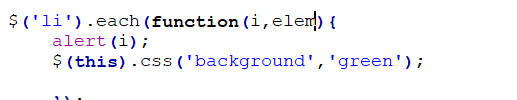 $('li').each(function(i,elem){
alert(i);
$(this).css('background','green');